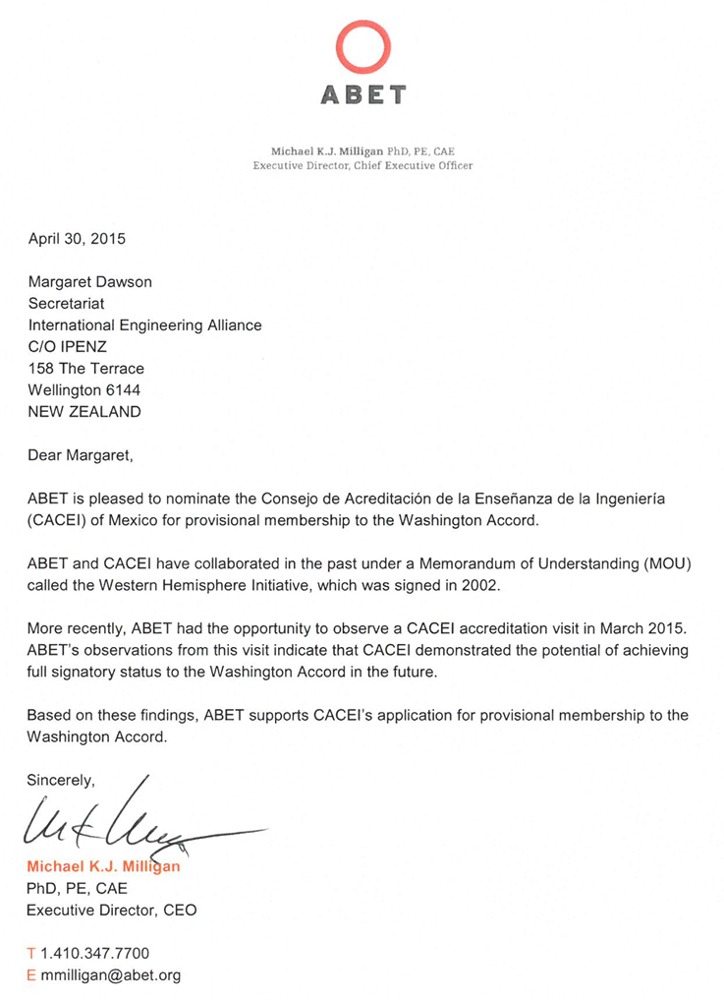 ABET
Michael K.J. Milligan PhD, PE, CAE
Executive Director, Chief Executive Officer
April 30, 2015
Margaret Dawson
Secretariat
International Engineering Alliance
C/O IPENZ
158 The Terrace
Wellington 6144
NEW ZEALAND
Dear Margaret,
ABET is pleased to nominate the Consejo de Acreditación de la Enseñanza de la Ingeniería
(CACEI) of Mexico for provisional membership to the Washington Accord.
ABET and CACEI have collaborated in the past under a Memorandum of Understanding (MOU)
called the Western Hemisphere Initiative, which was signed in 2002.
More recently, ABET had the opportunity to observe a CACEI accreditation visit in March 2015.
ABET's observations from this visit indicate that CACEI demonstrated the potential of achieving
full signatory status to the Washington Accord in the future.
Based on these findings, ABET supports CACEI's application for provisional membership to the
Washington Accord.
Sincerely,
Michael K.J. Milligan
PhD, PE, CAE
Executive Director, CEO
T 1.410.347.7700
E mmilligan@abet.org